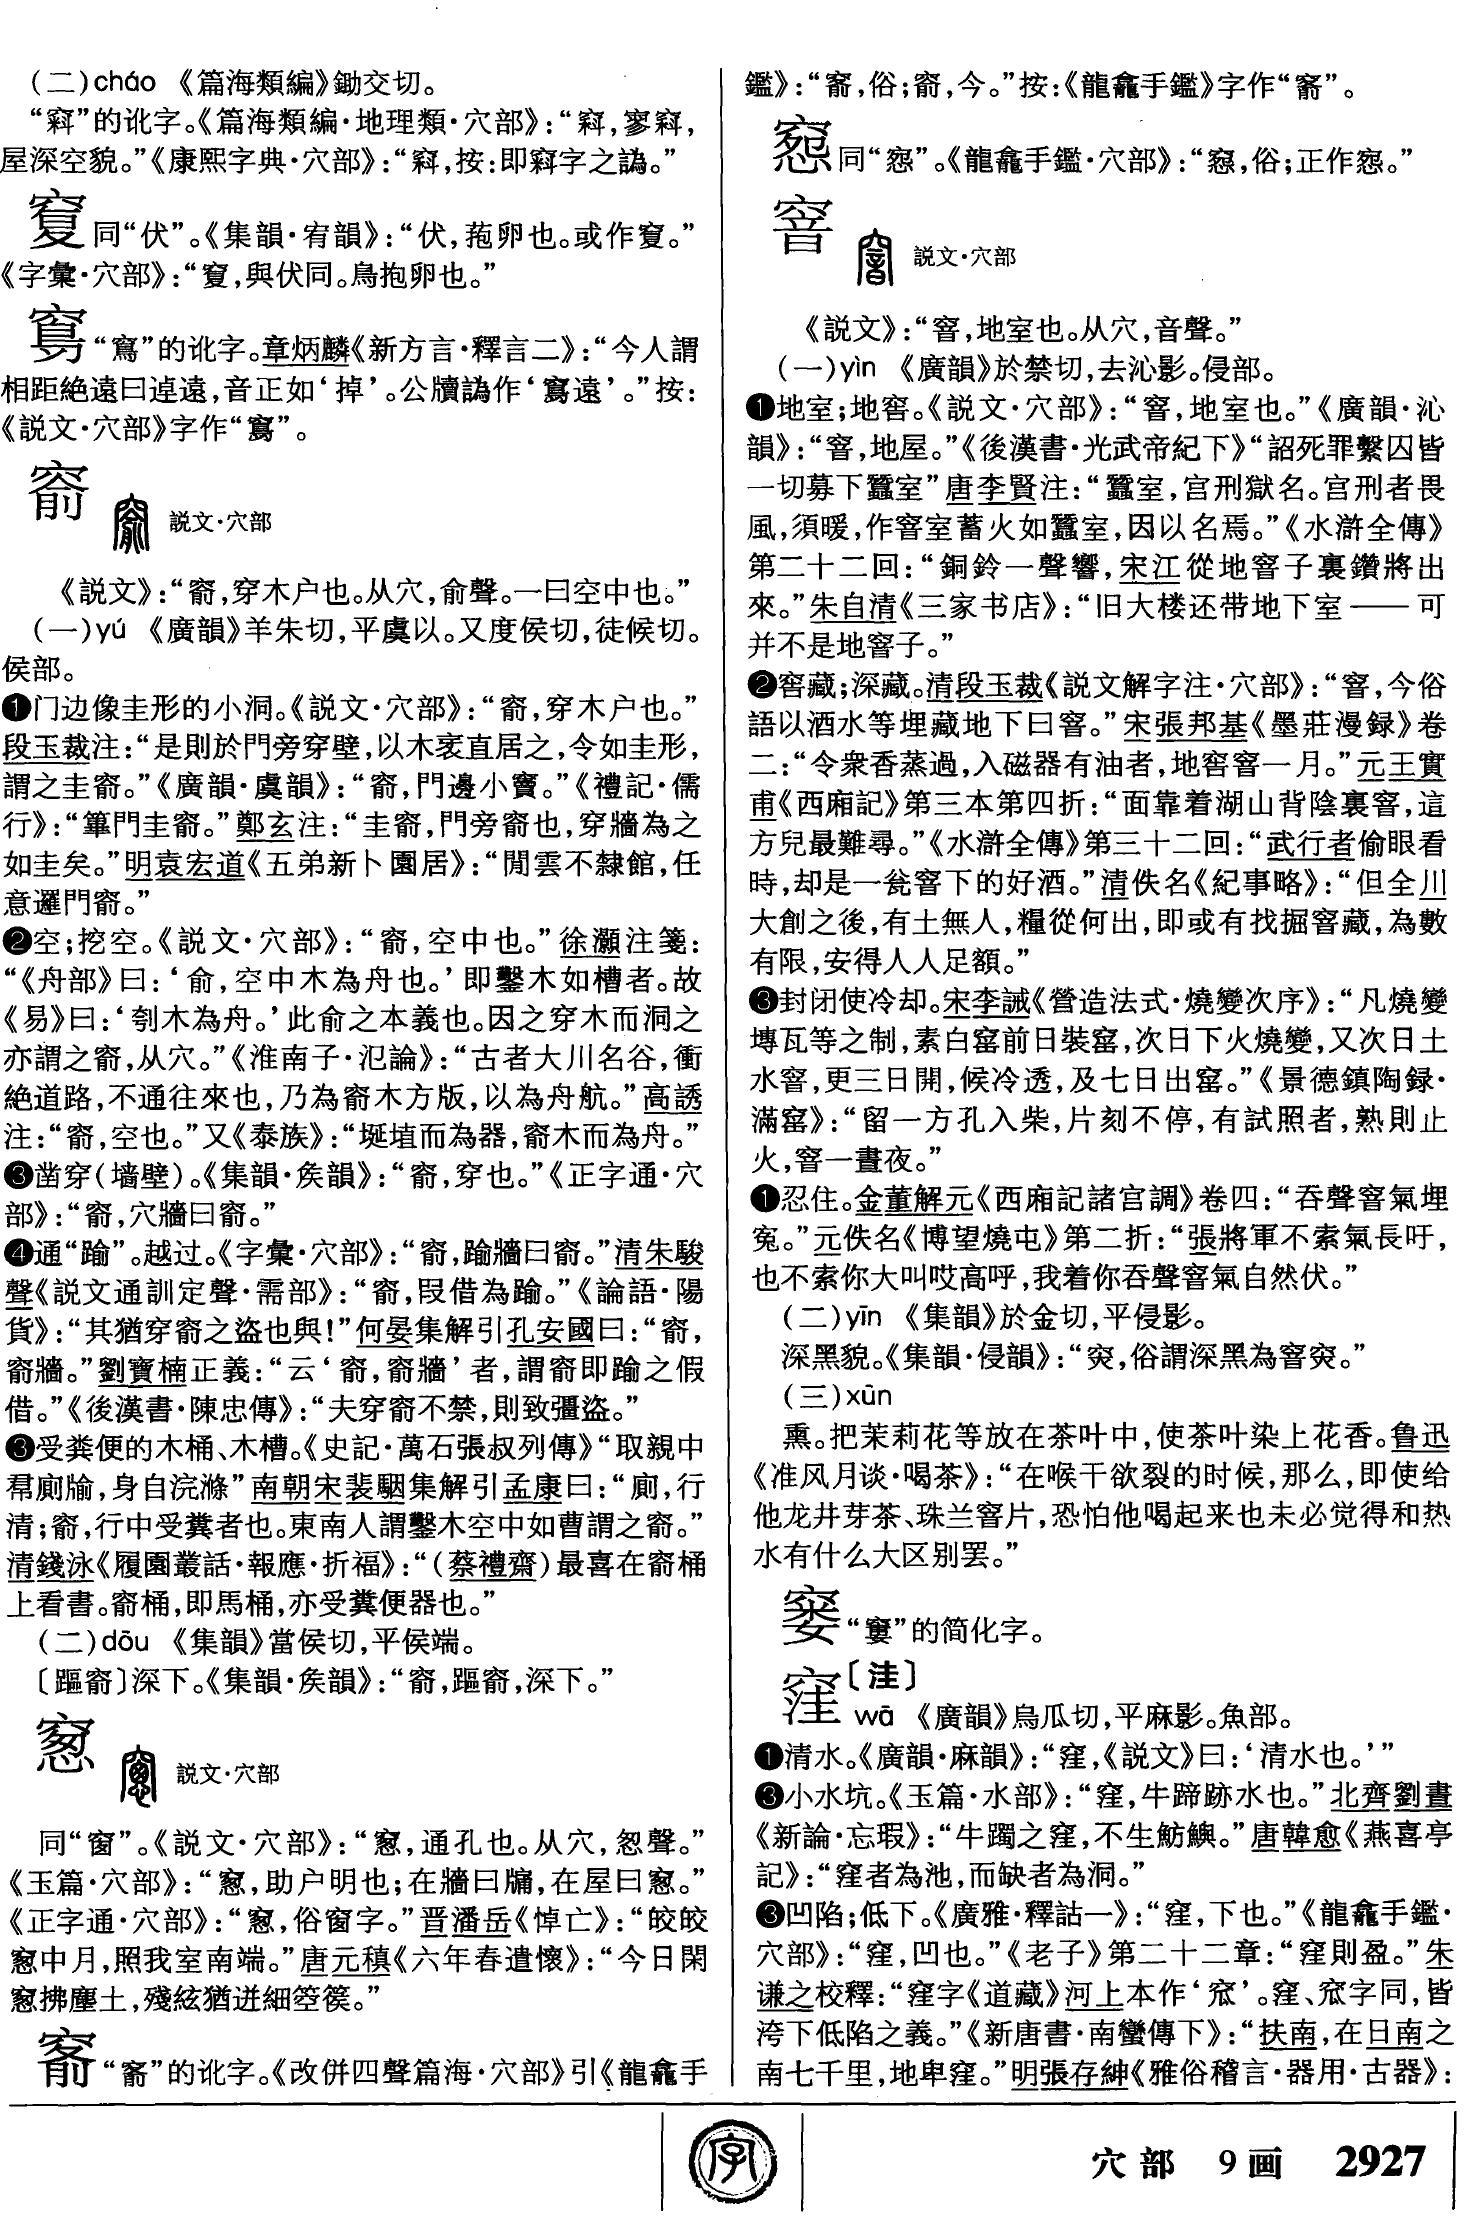 (二)cháo 《篇海類編》鋤交切。
“窲”的讹字。《篇海類編·地理類·穴部》：“
屋深空貌。”《康熙字典·穴部》：“
同“伏”。《集韻·宥韻》：“伏，菢卵也。或作𥧾。”
《字彙·穴部》：“𥧾，與伏同。鳥抱卵也。”
“窵”的讹字。章炳麟《新方言·釋言二》：“今人謂
相距絶遠曰逴遠，音正如‘掉’。公牘譌作‘
《説文·穴部》字作“窵”。
窬 説文·穴部
《説文》：“窬，穿木户也。从穴，俞聲。一曰空中也。”
(一)yú 《廣韻》羊朱切，平虞以。又度侯切，徒候切。
侯部。
❶门边像圭形的小洞。《説文·穴部》：“窬，穿木户也。”
段玉裁注：“是則於門旁穿壁，以木衺直居之，令如圭形，
謂之圭窬。”《廣韻·虞韻》：“窬，門邊小竇。”《禮記·儒
行》：“篳門圭窬。”鄭玄注：“圭窬，門旁窬也，穿牆為之
如圭矣。”明袁宏道《五弟新卜園居》：“閒雲不隸館，任
意邏門窬。”
❷空；挖空。《説文·穴部》：“窬，空中也。”徐灝注箋：
“《舟部》曰：‘俞，空中木為舟也。’即鑿木如槽者。故
《易》曰：‘刳木為舟。’此俞之本義也。因之穿木而洞之
亦謂之窬，从穴。”《淮南子·氾論》：“古者大川名谷，衝
絶道路，不通往來也，乃為窬木方版，以為舟航。”高誘
注：“窬，空也。”又《泰族》：“埏埴而為器，窬木而為舟。”
❸凿穿(墙壁)。《集韻·矦韻》：“窬，穿也。”《正字通·穴
部》：“窬，穴牆曰窬。”
❹通“踰”。越过。《字彙·穴部》：“窬，踰牆曰窬。”清朱駿
聲《説文通訓定聲·需部》：“窬，叚借為踰。”《論語·陽
貨》：“其猶穿窬之盜也與！”何晏集解引孔安國曰：“窬，
窬牆。”劉寶楠正義：“云‘窬，窬牆’者，謂窬即踰之假
借。”《後漢書·陳忠傳》：“夫穿窬不禁，則致彊盜。”
❸受粪便的木桶、木槽。《史記·萬石張叔列傳》“取親中
帬廁牏，身自浣滌”南朝宋裴駰集解引孟康曰：“廁，行
清；窬，行中受糞者也。東南人謂鑿木空中如曹謂之窬。”
清錢泳《履園叢話·報應·折福》：“(蔡禮齋)最喜在窬桶
上看書。窬桶，即馬桶，亦受糞便器也。”
(二)dōu 《集韻》當侯切，平侯端。
〔䠛窬〕深下。《集韻·矦韻》：“窬，䠛窬，深下。”
窻 説文·穴部
同“窗”。《説文·穴部》：“窻，通孔也。从穴，怱聲。”
《玉篇·穴部》：“窻，助户明也；在牆曰牖，在屋曰窻。”
《正字通·穴部》：“窻，俗窗字。”晋潘岳《悼亡》：“皎皎
窻中月，照我室南端。”唐元稹《六年春遣懷》：“今日閑
窻拂塵土，殘絃猶迸細箜篌。”
的讹字。《改併四聲篇海·穴部》引《龍龕手
鑑》：“
，俗；
，今。”按：《龍龕手鑑》字作“
”。
同“窓”。《龍龕手鑑·穴部》：“
，俗；正作窓。”
窨 説文·穴部
《説文》：“窨，地室也。从穴，音聲。”
(一)yìn 《廣韻》於禁切，去沁影。侵部。
❶地室；地窖。《説文·穴部》：“窨，地室也。”《廣韻·沁
韻》：“窨，地屋。”《後漢書·光武帝紀下》“詔死罪繫囚皆
一切募下蠶室”唐李賢注：“蠶室，宫刑獄名。宫刑者畏
風，須暖，作窨室蓄火如蠶室，因以名焉。”《水滸全傳》
第二十二回：“銅鈴一聲響，宋江從地窨子裏鑽將出
來。”朱自清《三家书店》：“旧大楼还带地下室——可
并不是地窨子。”
❷窖藏；深藏。清段玉裁《説文解字注·穴部》：“窨，今俗
語以酒水等埋藏地下曰窨。”宋張邦基《墨莊漫録》卷
二：“令衆香蒸過，入磁器有油者，地窖窨一月。”元王實
甫《西廂記》第三本第四折：“面靠着湖山背陰裏窨，這
方兒最難尋。”《水滸全傳》第三十二回：“武行者偷眼看
時，却是一瓮窨下的好酒。”清佚名《紀事略》：“但全川
大創之後，有土無人，糧從何出，即或有找掘窨藏，為數
有限，安得人人足額。”
❸封闭使冷却。宋李誡《營造法式·燒變次序》：“凡燒變
塼瓦等之制，素白窰前日裝窰，次日下火燒變，又次日土
水窨，更三日開，候冷透，及七日出窰。”《景德鎮陶録·
滿窰》：“留一方孔入柴，片刻不停，有試照者，熟則止
火，窨一晝夜。”
❶忍住。金董解元《西廂記諸宫調》卷四：“吞聲窨氣埋
寃。”元佚名《博望燒屯》第二折：“張將軍不索氣長吁，
也不索你大叫哎高呼，我着你吞聲窨氣自然伏。”
(二)yīn 《集韻》於金切，平侵影。
深黑貌。《集韻·侵韻》：“窔，俗謂深黑為窨窔。”
(三)xūn
熏。把茉莉花等放在茶叶中，使茶叶染上花香。鲁迅
《准风月谈·喝茶》：“在喉干欲裂的时候，那么，即使给
他龙井芽茶、珠兰窨片，恐怕他喝起来也未必觉得和热
水有什么大区别罢。”
窭 “窶”的简化字。
窪〔洼〕
wā 《廣韻》烏瓜切，平麻影。魚部。
❶清水。《廣韻·麻韻》：“窪，《説文》曰：‘清水也。’”
❸小水坑。《玉篇·水部》：“窪，牛蹄跡水也。”北齊劉晝
《新論·忘瑕》：“牛躅之窪，不生魴鱮。”唐韓愈《燕喜亭
記》：“窪者為池，而缺者為洞。”
❸凹陷；低下。《廣雅·釋詁一》：“窪，下也。”《龍龕手鑑·
穴部》：“窪，凹也。”《老子》第二十二章：“窪則盈。”朱
谦之校釋：“窪字《道藏》河上本作‘窊’。窪、窊字同，皆
洿下低陷之義。”《新唐書·南蠻傳下》：“扶南，在日南之
南七千里，地卑窪。”明張存紳《雅俗稽言·器用·古器》：
字
穴部 9画 2927